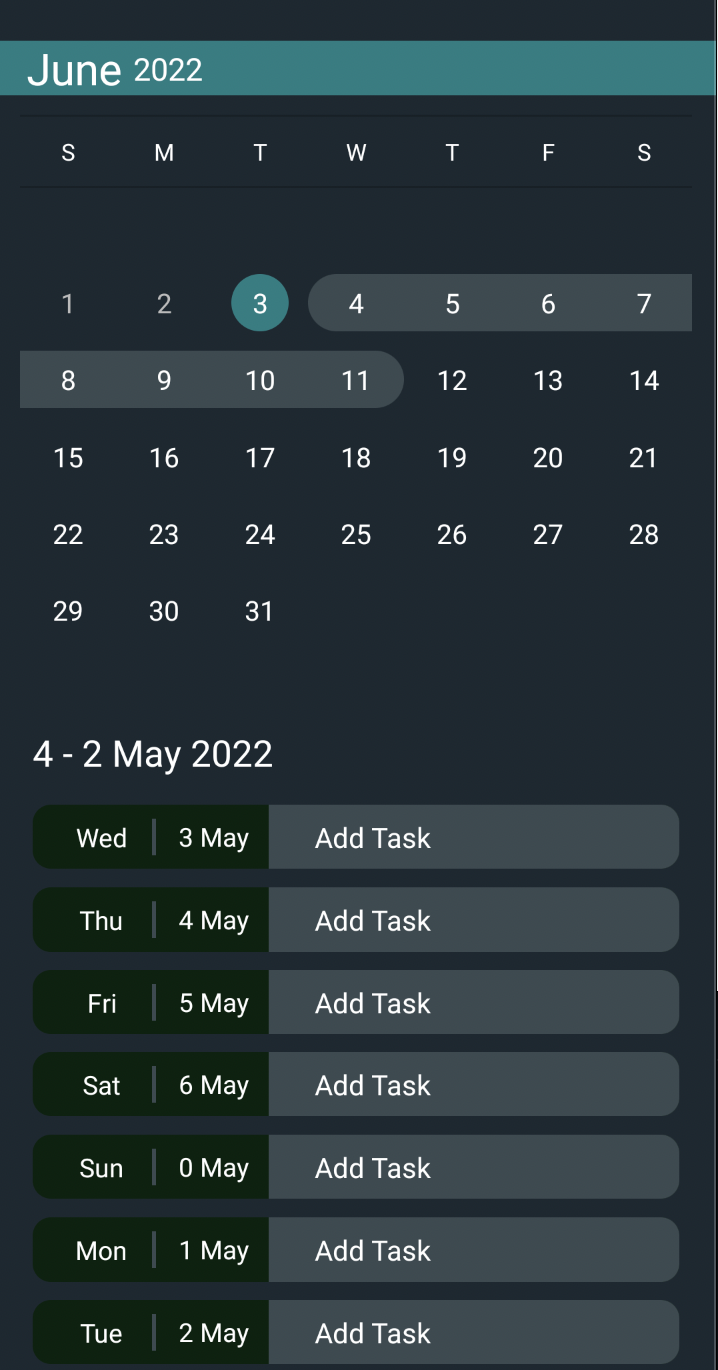 June 2022
S M T W T F S
1 2 3 4 5 6 7
8 9 10 11 12 13 14
15 16 17 18 19 20 21
22 23 24 25 26 27 28
29 30 31
4 - 2 May 2022
Wed 3 May Add Task
Thu 4 May Add Task
Fri 5 May Add Task
Sat 6 May Add Task
Sun 0 May Add Task
Mon 1 May Add Task
Tue 2 May Add Task